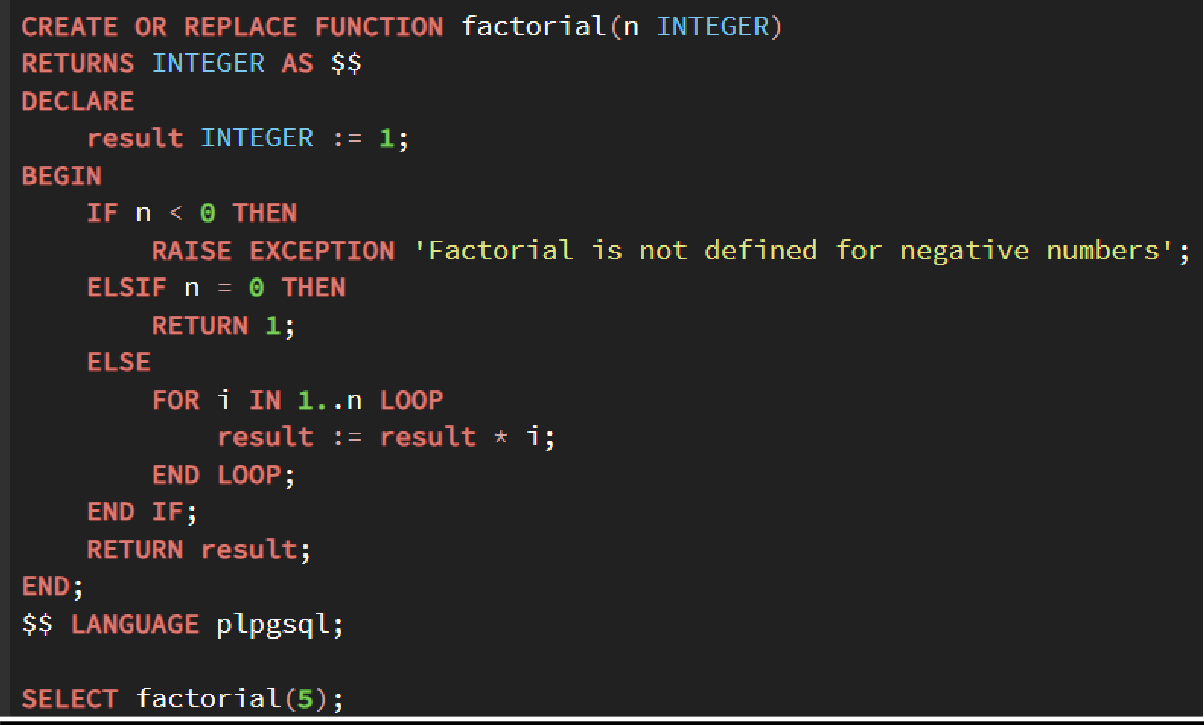 CREATE OR REPLACE FUNCTION factorial(n INTEGER)
RETURNS INTEGER AS $$
DECLARE
    result INTEGER := 1;
BEGIN
    IF n < 0 THEN
        RAISE EXCEPTION 'Factorial is not defined for negative numbers';
    ELSIF n = 0 THEN
        RETURN 1;
    ELSE
        FOR i IN 1..n LOOP
            result := result * i;
        END LOOP;
    END IF;
    RETURN result;
END;
$$ LANGUAGE plpgsql;

SELECT factorial(5);